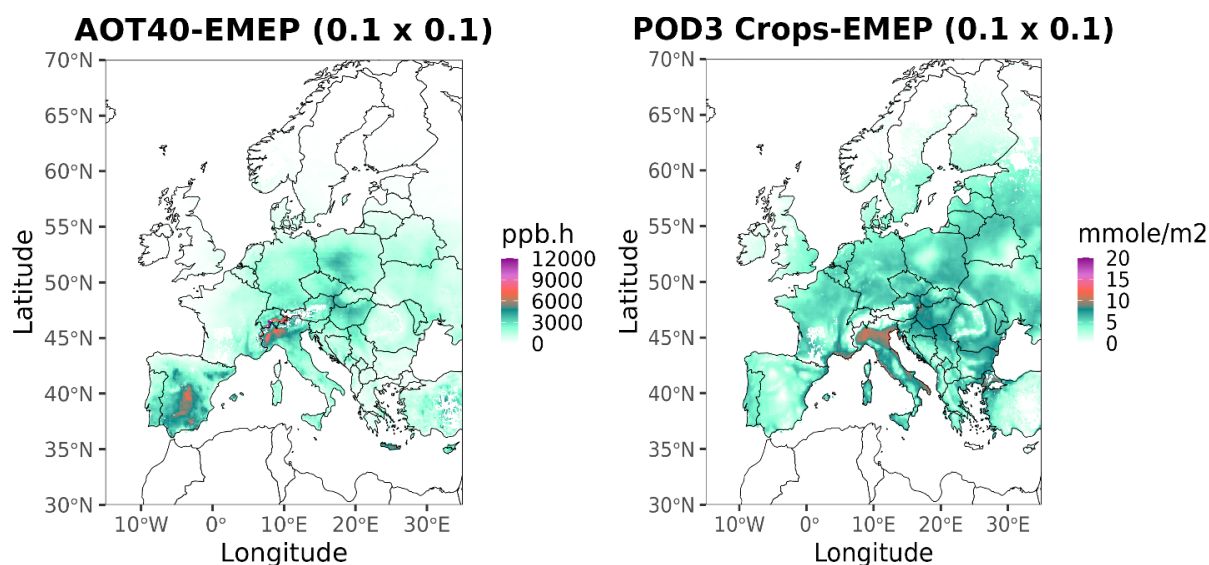 AOT40-EMEP (0.1 x 0.1)
70°N
65°N
60°N
55°N
50°N
45°N
40°N
35°N
30°N
Latitude
10°W 0° 10°E 20°E 30°E
Longitude
ppb.h
12000
9000
6000
3000
0
POD3 Crops-EMEP (0.1 x 0.1)
70°N
65°N
60°N
55°N
50°N
45°N
40°N
35°N
30°N
Latitude
10°W 0° 10°E 20°E 30°E
Longitude
mmole/m2
20
15
10
5
0